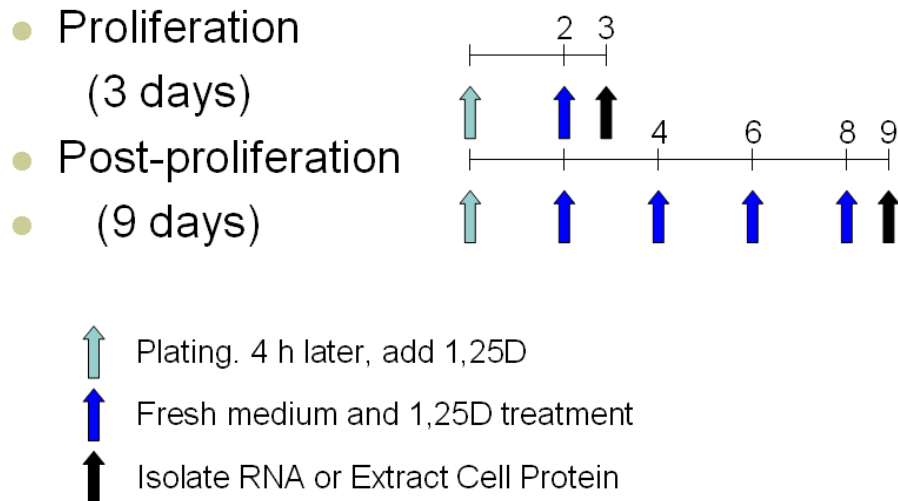 Proliferation
(3 days)
2 3
Post-proliferation
(9 days)
4 6 8 9
Plating. 4 h later, add 1,25D
Fresh medium and 1,25D treatment
Isolate RNA or Extract Cell Protein